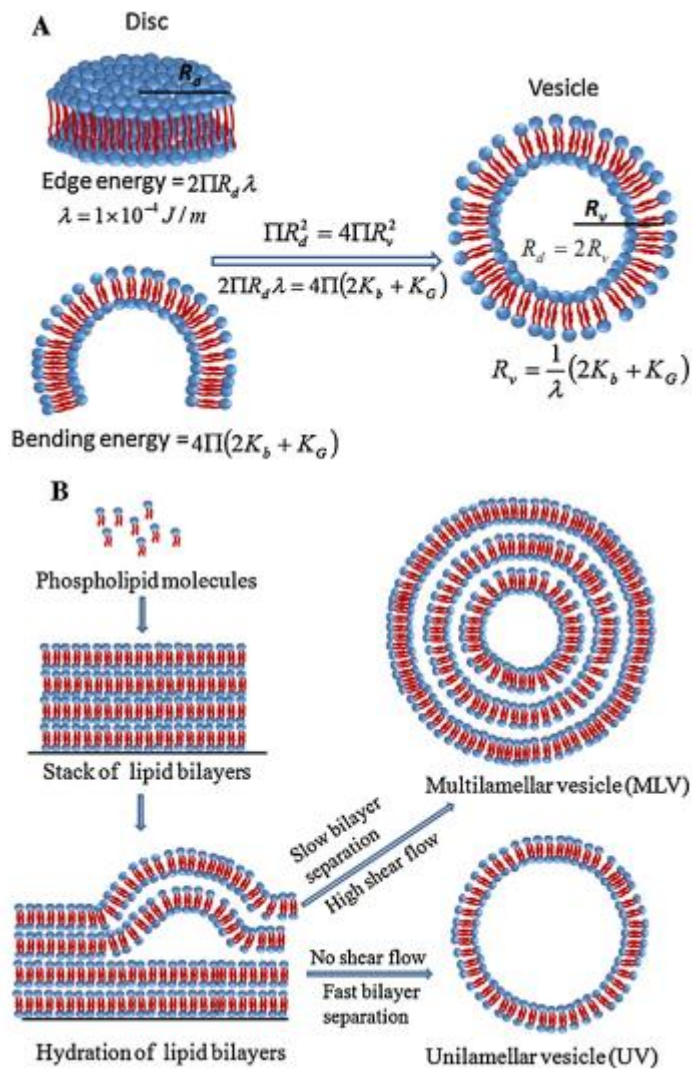 A
Disc
R_d
Edge energy = 2ΠR_d λ
λ = 1×10⁻⁴ J/m
Bending energy = 4Π(2K_b + K_G)
ΠR_d² = 4ΠR_v²
2ΠR_d λ = 4Π(2K_b + K_G)
Vesicle
R_v
R_d = 2R_v
R_v = 1/λ (2K_b + K_G)
B
Phospholipid molecules
Stack of lipid bilayers
Hydration of lipid bilayers
Slow bilayer
separation
High shear flow
Multilamellar vesicle (MLV)
No shear flow
Fast bilayer
separation
Unilamellar vesicle (UV)